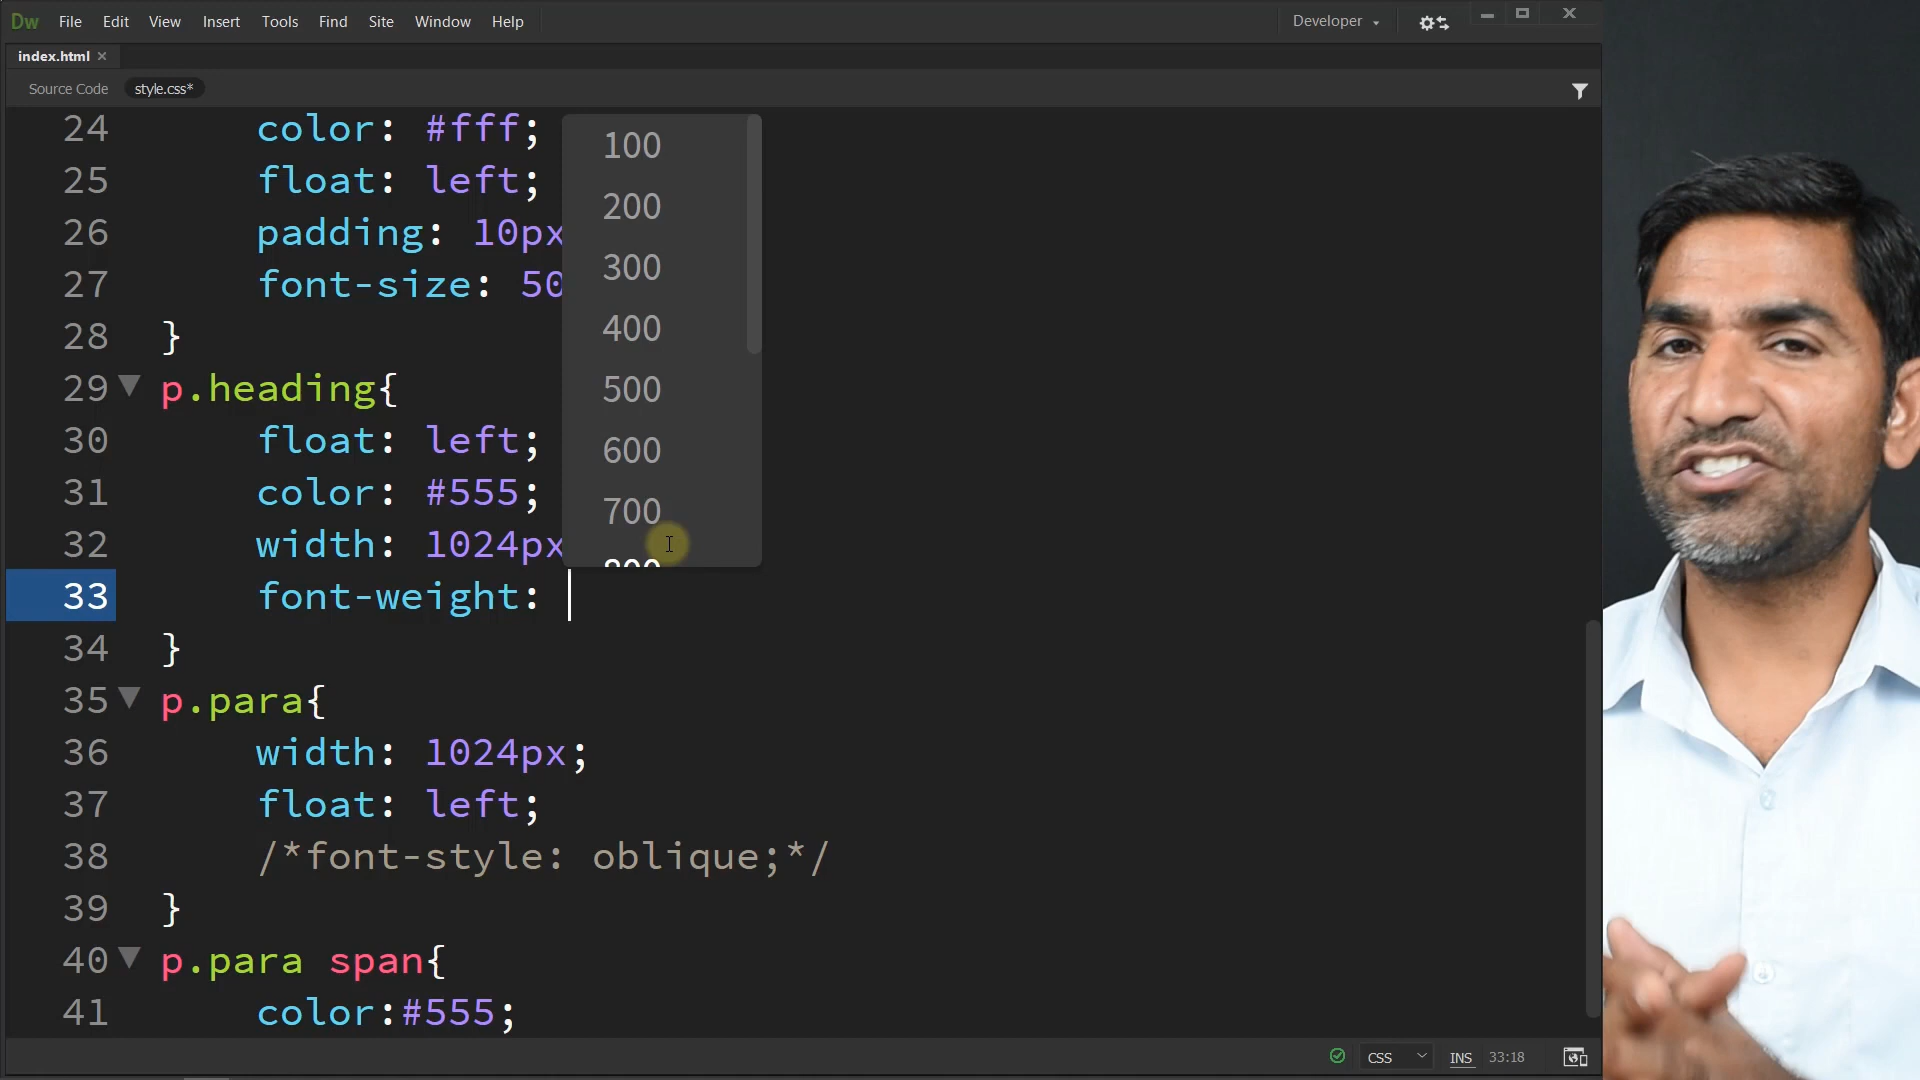 Dw File Edit View Insert Tools Find Site Window Help Developer
index.html
Source Code style.css*
24 color: #fff;
25 float: left;
26 padding: 10px
27 font-size: 50
28 }
29 p.heading{
30 float: left;
31 color: #555;
32 width: 1024px
33 font-weight:
34 }
35 p.para{
36 width: 1024px;
37 float: left;
38 /*font-style: oblique;*/
39 }
40 p.para span{
41 color:#555;
100
200
300
400
500
600
700
800
CSS INS 33:18